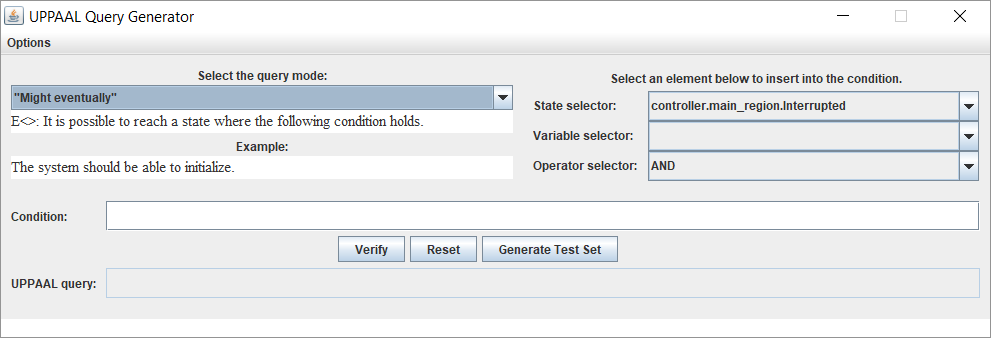 UPPAAL Query Generator
Options
Select the query mode:
"Might eventually"
E<>: It is possible to reach a state where the following condition holds.
Example:
The system should be able to initialize.
Select an element below to insert into the condition.
State selector: controller.main_region.Interrupted
Variable selector:
Operator selector: AND
Condition:
Verify Reset Generate Test Set
UPPAAL query: